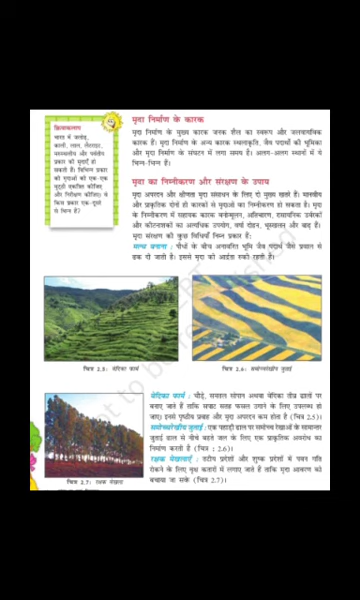 क्रियाकलाप
भारत में जलोढ़,
काली, लाल, लैटराइट,
मरुस्थलीय और पर्वतीय
प्रकार की मृदाएँ हो
सकती हैं। विभिन्न प्रकार
की मृदाओं की एक-एक
मुट्ठी एकत्रित कीजिए
और निरीक्षण कीजिए। ये
किस प्रकार एक-दूसरे
से भिन्न हैं?
मृदा निर्माण के कारक
मृदा निर्माण के मुख्य कारक जनक शैल का स्वरूप और जलवायविक
कारक हैं। मृदा निर्माण के अन्य कारक स्थलाकृति, जैव पदार्थों की भूमिका
और मृदा निर्माण के संघटन में लगा समय है। अलग-अलग स्थानों में ये
भिन्न-भिन्न हैं।
मृदा का निम्नीकरण और संरक्षण के उपाय
मृदा अपरदन और क्षीणता मृदा संसाधन के लिए दो मुख्य खतरे हैं। मानवीय
और प्राकृतिक दोनों ही कारकों से मृदाओं का निम्नीकरण हो सकता है। मृदा
के निम्नीकरण में सहायक कारक वनोन्मूलन, अतिचारण, रासायनिक उर्वरकों
और कीटनाशकों का अत्यधिक उपयोग, वर्षा दोहन, भूस्खलन और बाढ़ हैं।
मृदा संरक्षण की कुछ विधियाँ निम्न प्रकार हैं:
मल्च बनाना : पौधों के बीच अनावरित भूमि जैव पदार्थ जैसे प्रवाल से
ढक दी जाती है। इससे मृदा की आर्द्रता रुकी रहती है।
चित्र 2.5: वेदिका फार्म
चित्र 2.6: समोच्चरेखीय जुताई
वेदिका फार्म : चौड़े, समतल सोपान अथवा वेदिका तीव्र ढालों पर
बनाए जाते हैं ताकि सपाट सतह फसल उगाने के लिए उपलब्ध हो
जाए। इनसे पृष्ठीय प्रवाह और मृदा अपरदन कम होता है (चित्र 2.5)।
समोच्चरेखीय जुताई : एक पहाड़ी ढाल पर समोच्च रेखाओं के समानांतर
जुताई ढाल से नीचे बहते जल के लिए एक प्राकृतिक अवरोध का
निर्माण करती है (चित्र : 2.6)।
रक्षक मेखलाएँ : तटीय प्रदेशों और शुष्क प्रदेशों में पवन गति
रोकने के लिए वृक्ष कतारों में लगाए जाते हैं ताकि मृदा आवरण को
बचाया जा सके (चित्र 2.7)।
चित्र 2.7: रक्षक मेखला